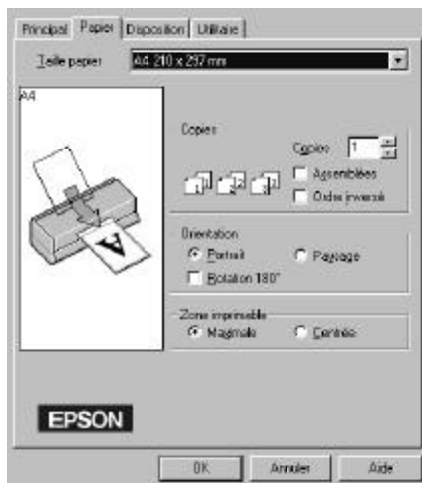 Principal Papier Disposition Utilitaire
Taille papier A4 210 x 297 mm
A4
Copies
Copies 1
Assemblées
Ordre inversé
Orientation
Portrait Paysage
Rotation 180°
Zone imprimable
Maximale Centrée
EPSON
OK Annuler Aide